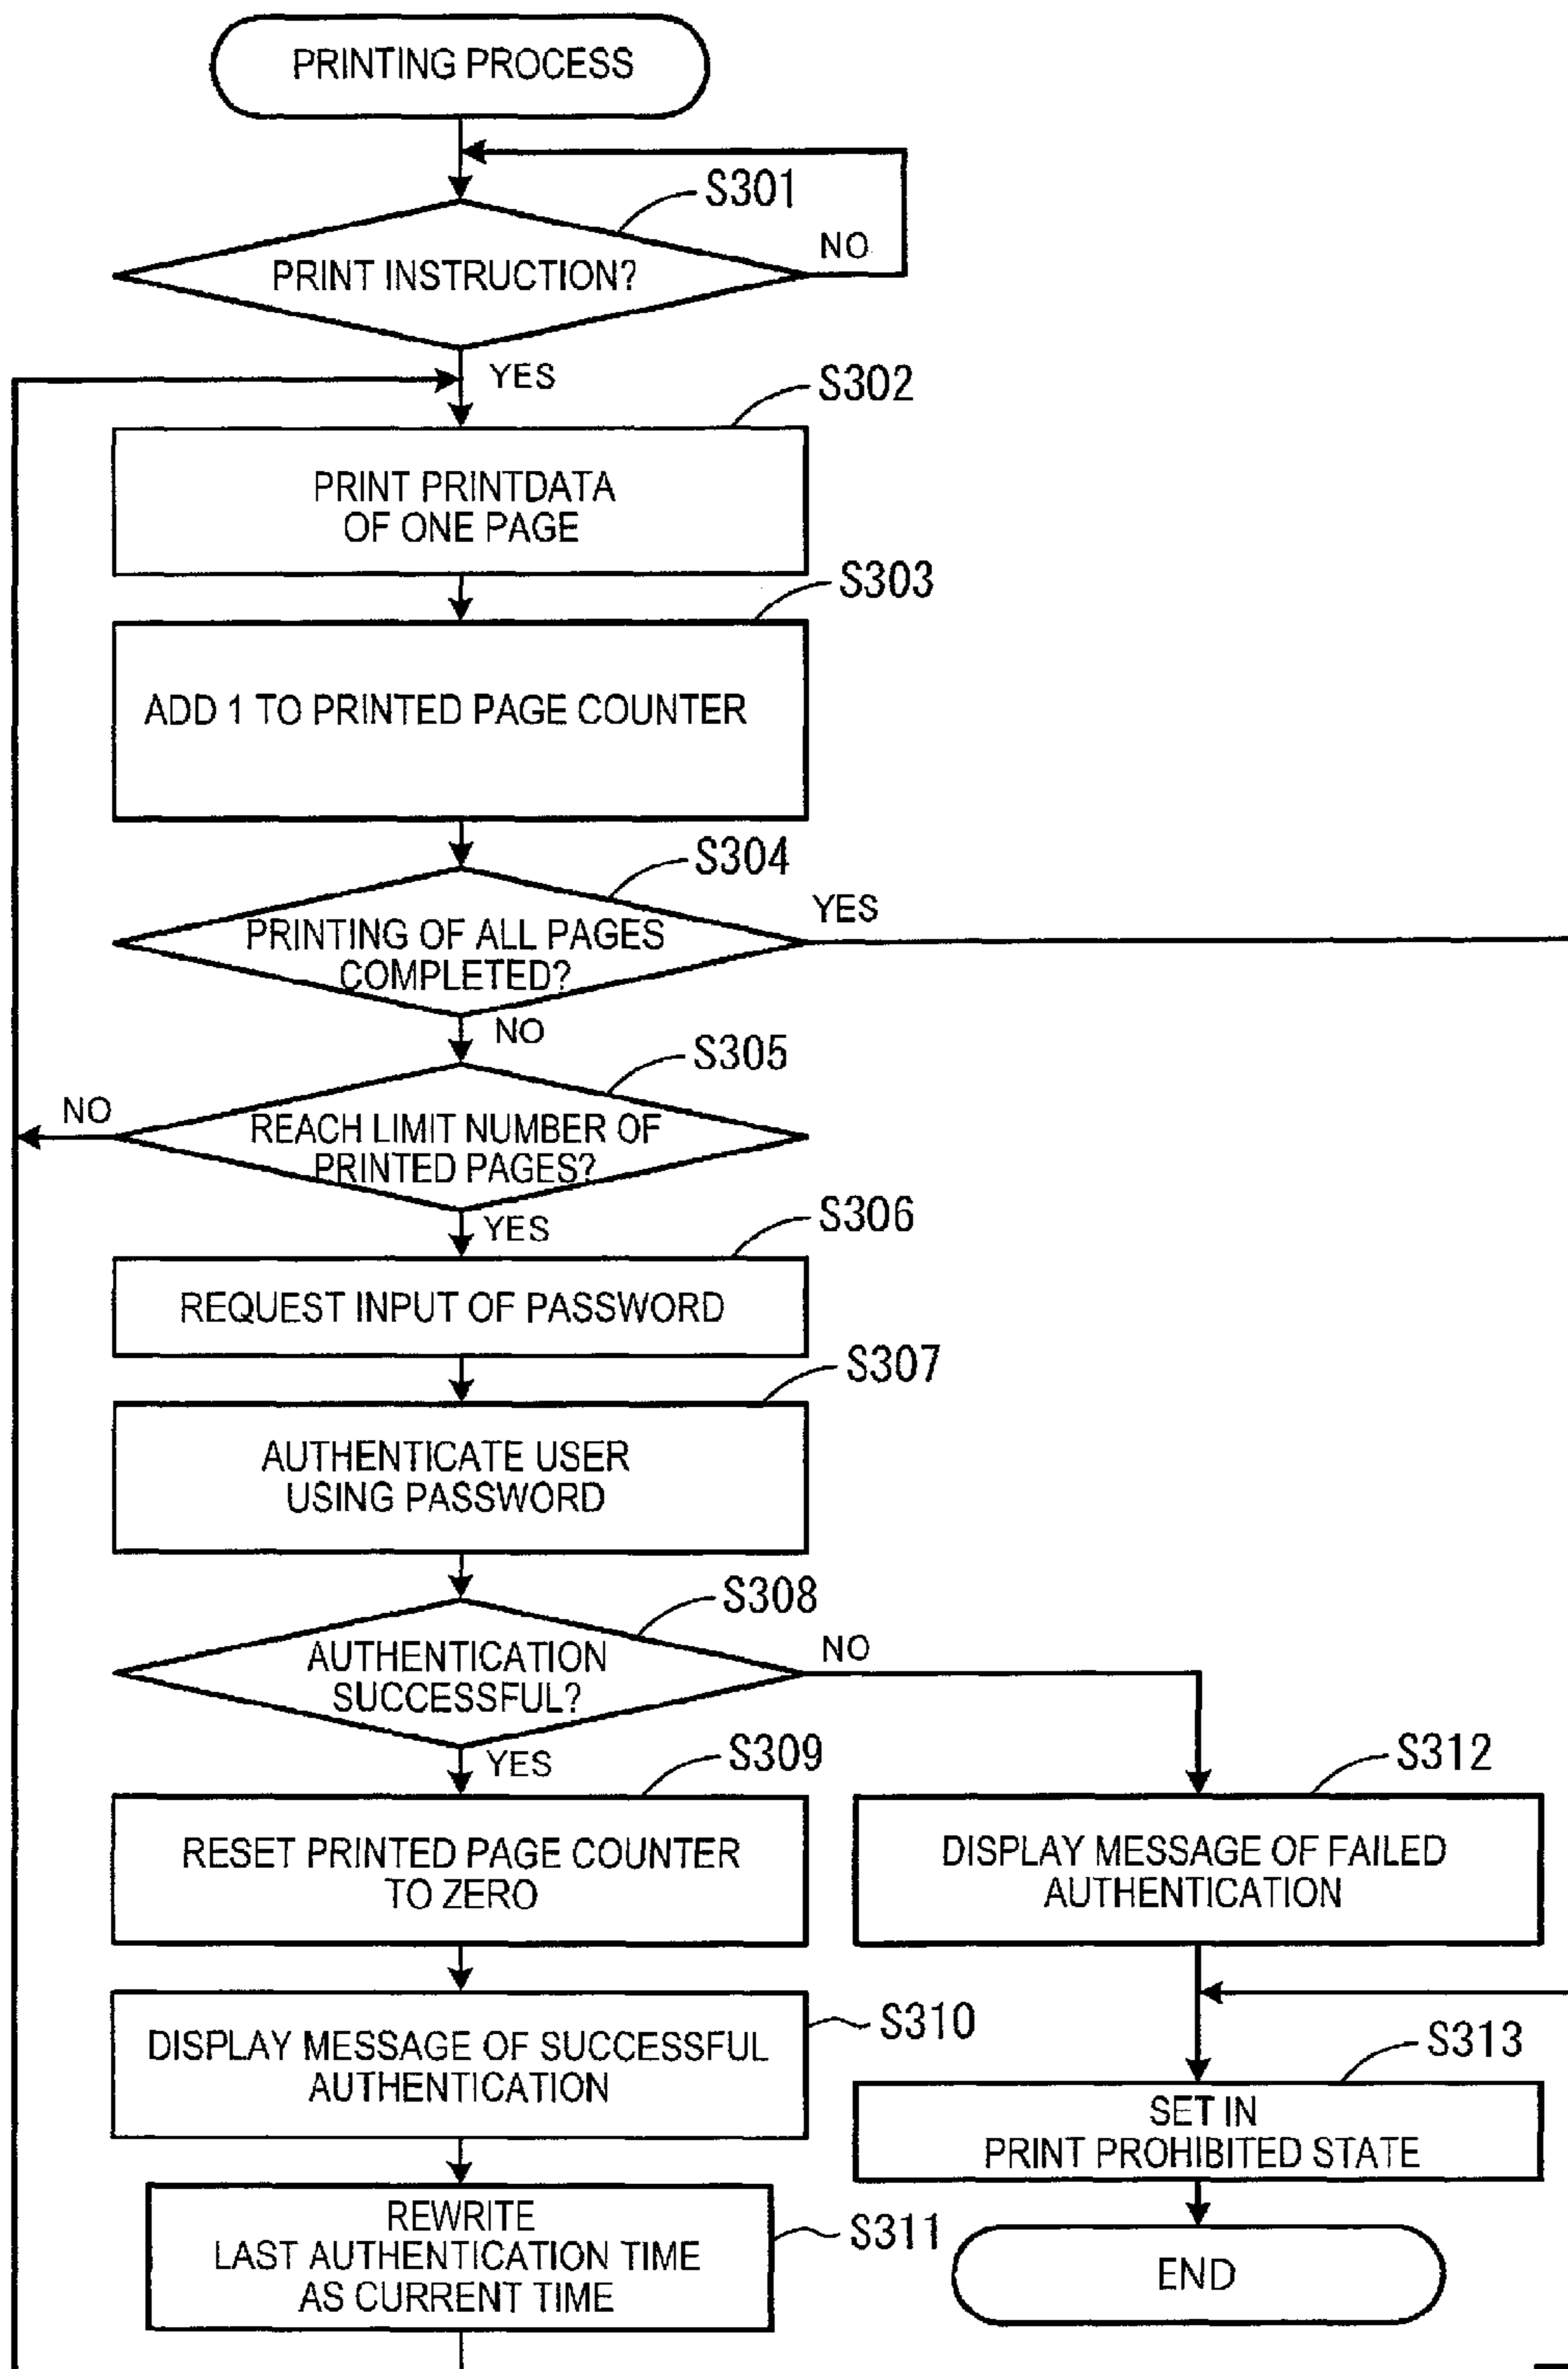 PRINTING PROCESS
S301
NO
PRINT INSTRUCTION?
YES
S302
PRINT PRINTDATA
OF ONE PAGE
S303
ADD 1 TO PRINTED PAGE COUNTER
S304
YES
PRINTING OF ALL PAGES
COMPLETED?
NO
S305
NO
REACH LIMIT NUMBER OF
PRINTED PAGES?
YES
S306
REQUEST INPUT OF PASSWORD
S307
AUTHENTICATE USER
USING PASSWORD
S308
NO
AUTHENTICATION
SUCCESSFUL?
YES
S309
RESET PRINTED PAGE COUNTER
TO ZERO
S312
DISPLAY MESSAGE OF FAILED
AUTHENTICATION
S310
DISPLAY MESSAGE OF SUCCESSFUL
AUTHENTICATION
S313
SET IN
PRINT PROHIBITED STATE
S311
REWRITE
LAST AUTHENTICATION TIME
AS CURRENT TIME
END